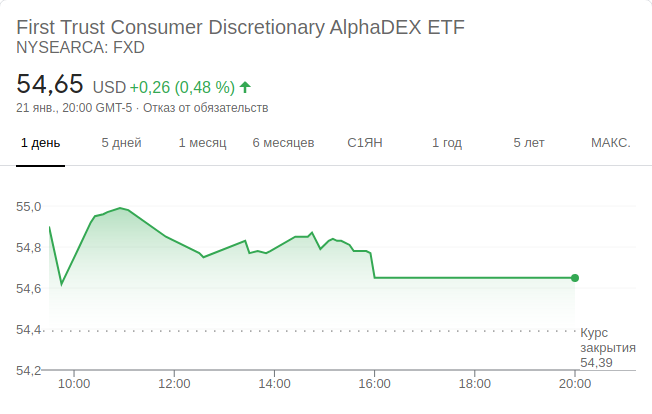 First Trust Consumer Discretionary AlphaDEX ETF
NYSEARCA: FXD
54,65 USD +0,26 (0,48 %)
21 янв., 20:00 GMT-5 · Отказ от обязательств
1 день 5 дней 1 месяц 6 месяцев С1ЯН 1 год 5 лет МАКС.
55,0
54,8
54,6
54,4
Курс
закрытия
54,39
54,2
10:00 12:00 14:00 16:00 18:00 20:00